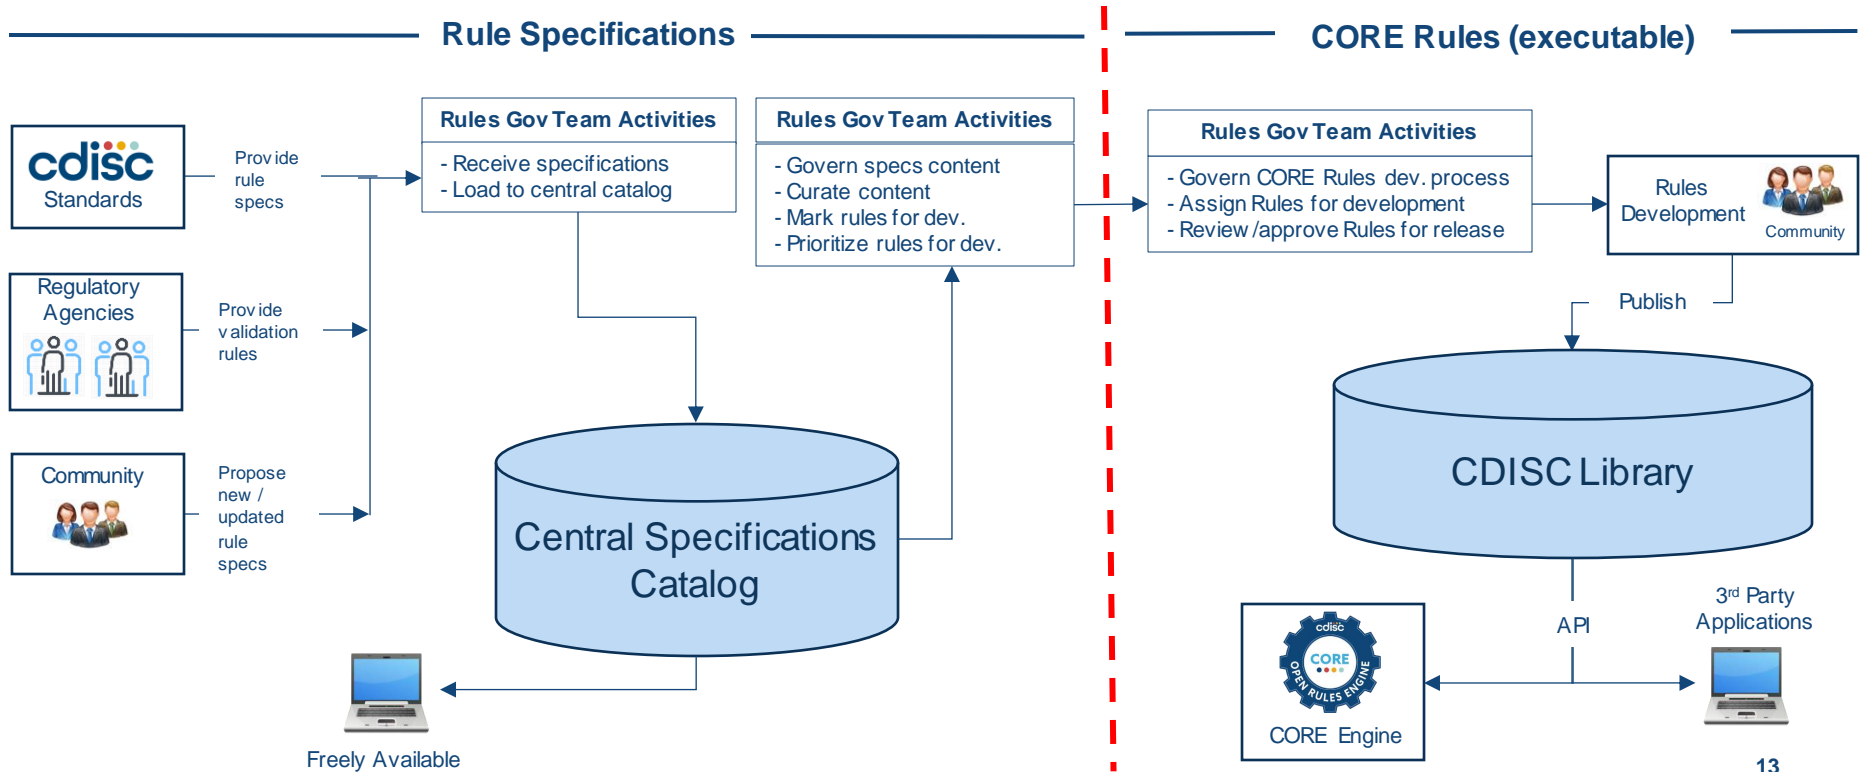 Rule Specifications
CORE Rules (executable)
cdisc
Standards
Provide
rule
specs
Regulatory
Agencies
Provide
validation
rules
Community
Propose
new /
updated
rule
specs
Rules Gov Team Activities
- Receive specifications
- Load to central catalog
Rules Gov Team Activities
- Govern specs content
- Curate content
- Mark rules for dev.
- Prioritize rules for dev.
Central Specifications
Catalog
Freely Available
Rules Gov Team Activities
- Govern CORE Rules dev. process
- Assign Rules for development
- Review/approve Rules for release
Rules
Development
Community
Publish
CDISC Library
API
cdisc
CORE
OPEN RULES ENGINE
CORE Engine
3rd Party
Applications
13